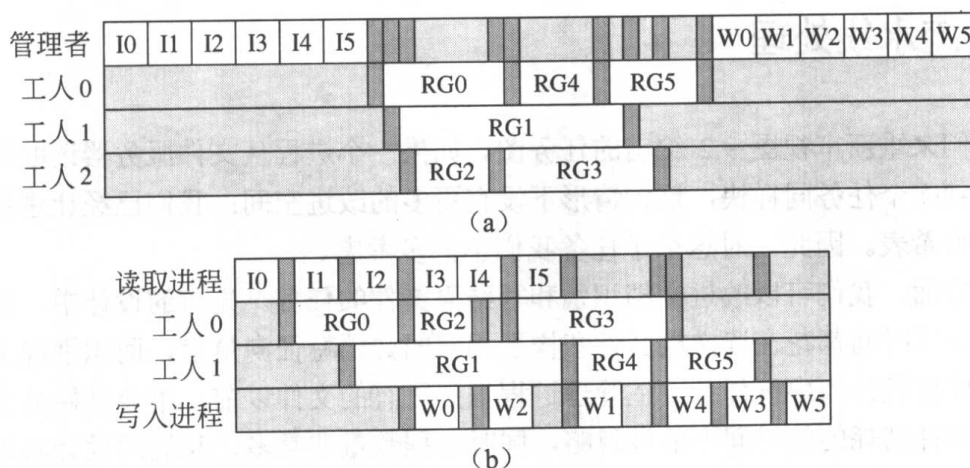 管理者 I0 I1 I2 I3 I4 I5 W0 W1 W2 W3 W4 W5
工人0 RG0 RG4 RG5
工人1 RG1
工人2 RG2 RG3
(a)
读取进程 I0 I1 I2 I3 I4 I5
工人0 RG0 RG2 RG3
工人1 RG1 RG4 RG5
写入进程 W0 W2 W1 W4 W3 W5
(b)